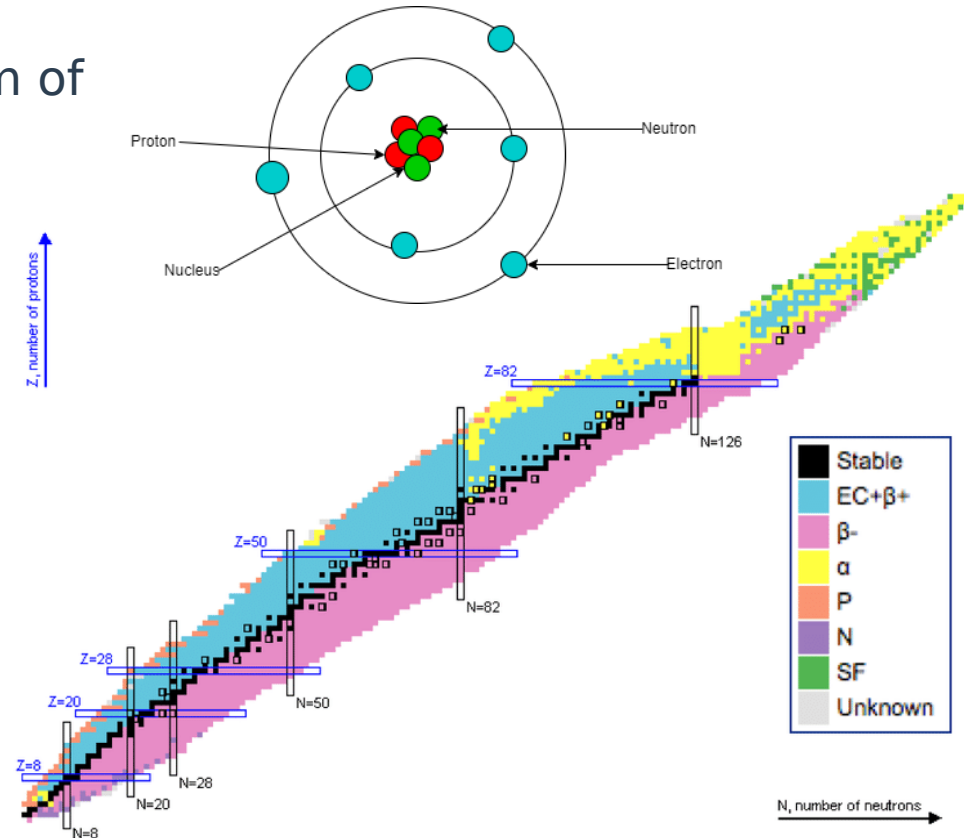 n of
Proton
Neutron
Nucleus
Electron
Z, number of protons
Z=82
N=126
Z=50
N=82
Z=28
N=50
Z=20
N=28
Z=8
N=20
N=8
Stable
EC+β+
β-
α
P
N
SF
Unknown
N, number of neutrons